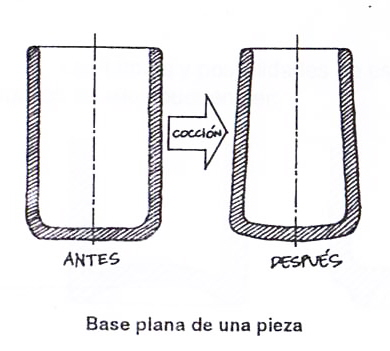 COCCIÓN
ANTES
DESPUÉS
Base plana de una pieza